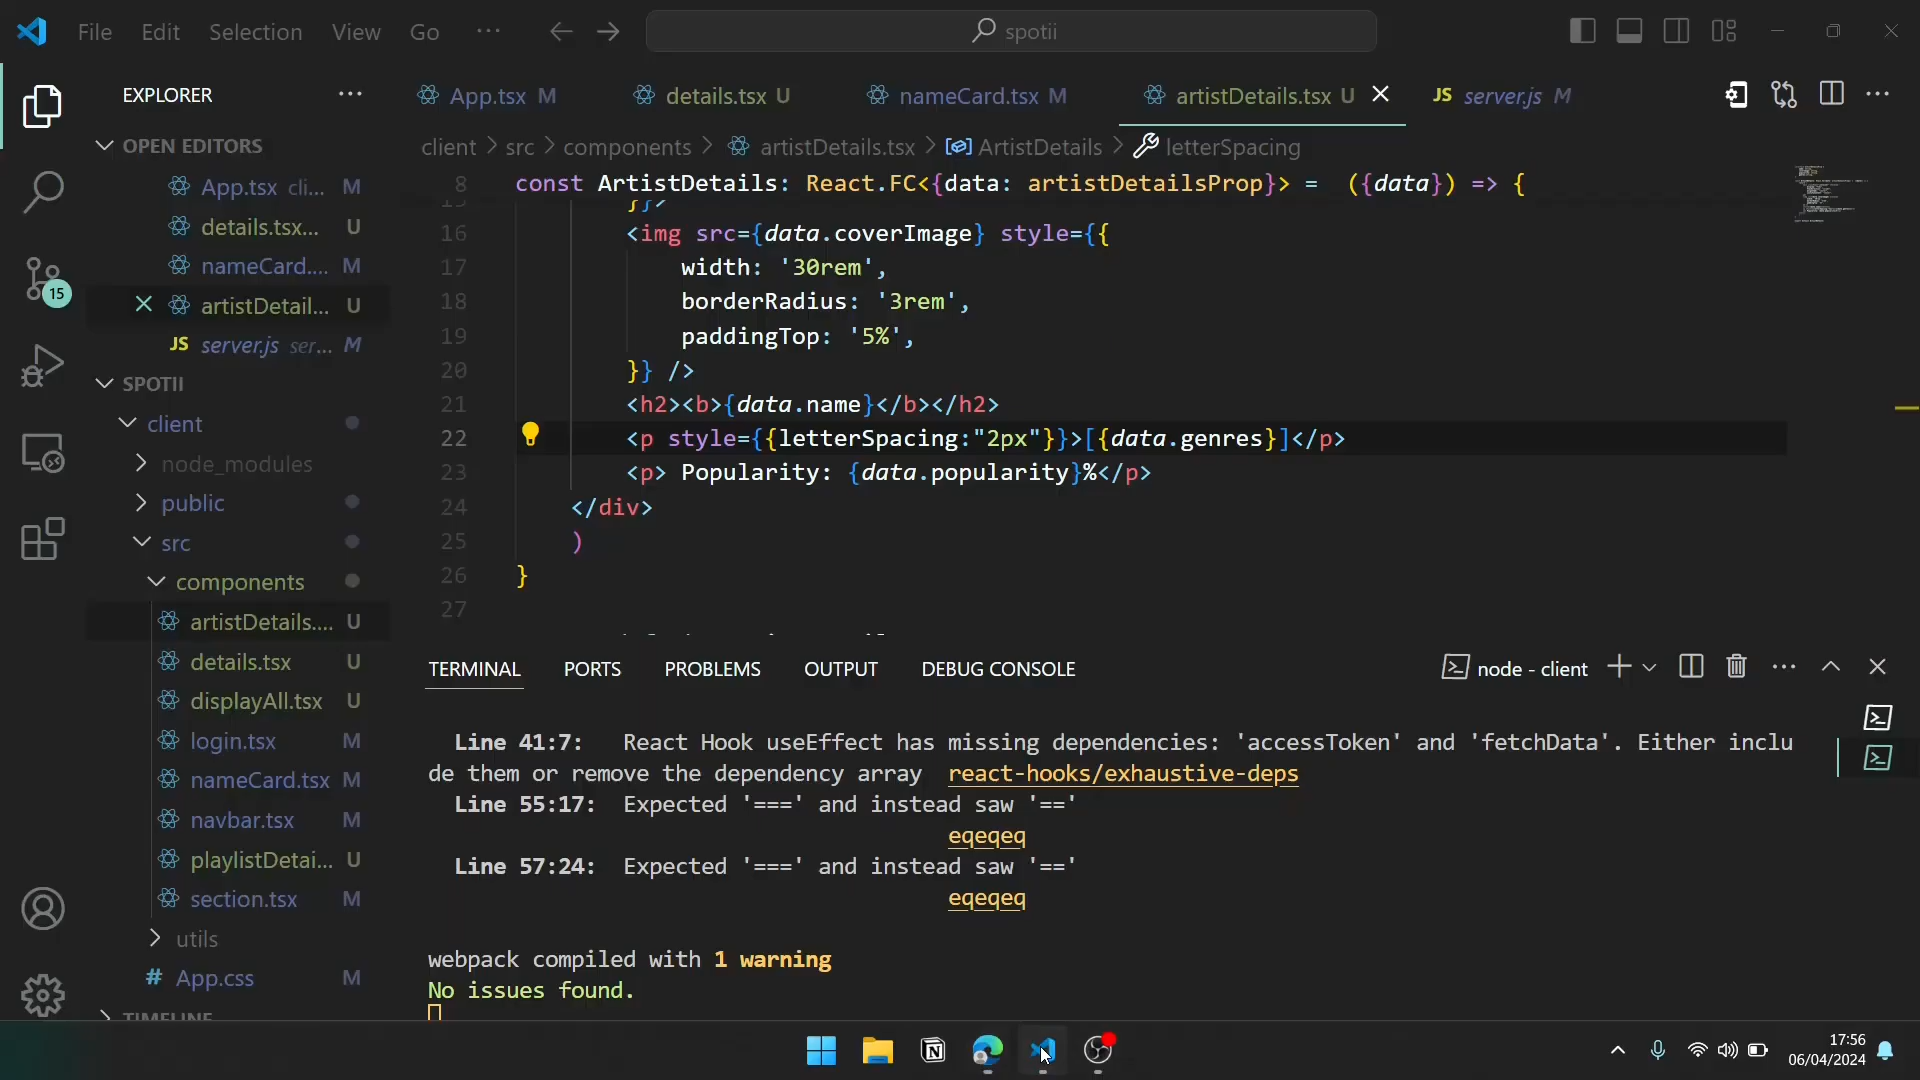 File Edit Selection View Go ··· spotii
EXPLORER ···
OPEN EDITORS
App.tsx cli... M
details.tsx... U
nameCard.... M
artistDetail... U
JS server.js ser... M
SPOTII
client
node_modules
public
src
components
artistDetails.... U
details.tsx U
displayAll.tsx U
login.tsx M
nameCard.tsx M
navbar.tsx M
playlistDetai... U
section.tsx M
utils
# App.css M
TIMELINE
15
App.tsx M details.tsx U nameCard.tsx M artistDetails.tsx U JS server.js M ···
client > src > components > artistDetails.tsx > ArtistDetails > letterSpacing
8 const ArtistDetails: React.FC<{data: artistDetailsProp}> = ({data}) => {
16 <img src={data.coverImage} style={{
17 width: '30rem',
18 borderRadius: '3rem',
19 paddingTop: '5%',
20 }} />
21 <h2><b>{data.name}</b></h2>
22 <p style={{letterSpacing:"2px"}}>[{data.genres}]</p>
23 <p> Popularity: {data.popularity}%</p>
24 </div>
25 )
26 }
27
TERMINAL PORTS PROBLEMS OUTPUT DEBUG CONSOLE node - client ···
Line 41:7: React Hook useEffect has missing dependencies: 'accessToken' and 'fetchData'. Either inclu
de them or remove the dependency array react-hooks/exhaustive-deps
Line 55:17: Expected '===' and instead saw '=='
eqeqeq
Line 57:24: Expected '===' and instead saw '=='
eqeqeq
webpack compiled with 1 warning
No issues found.
17:56
06/04/2024